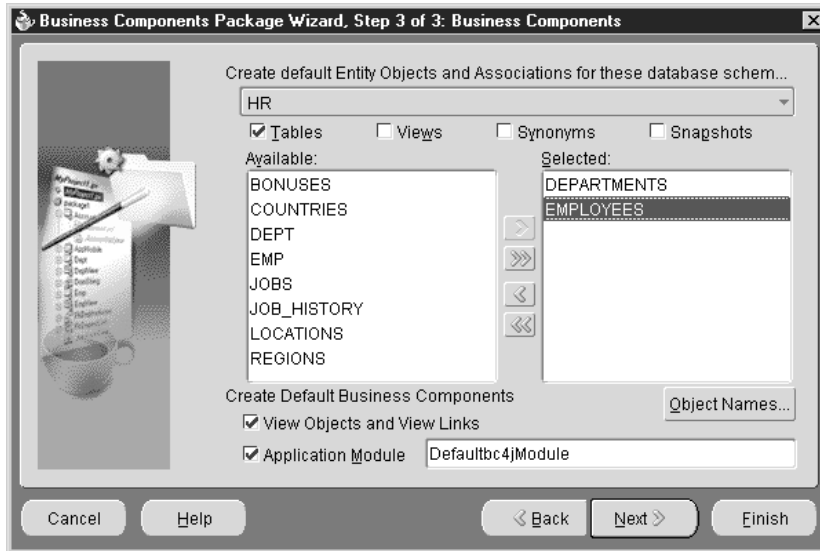 Business Components Package Wizard, Step 3 of 3: Business Components
Create default Entity Objects and Associations for these database schem...
HR
Tables Views Synonyms Snapshots
Available: Selected:
BONUSES DEPARTMENTS
COUNTRIES EMPLOYEES
DEPT
EMP
JOBS
JOB_HISTORY
LOCATIONS
REGIONS
Create Default Business Components
Object Names...
View Objects and View Links
Application Module Defaultbc4jModule
Cancel Help Back Next Finish